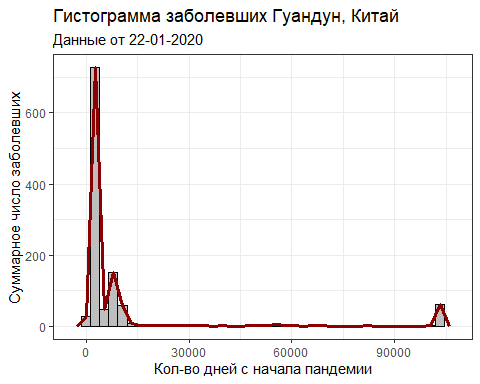 Гистограмма заболевших Гуандун, Китай
Данные от 22-01-2020
Суммарное число заболевших
600
400
200
0
0 30000 60000 90000
Кол-во дней с начала пандемии